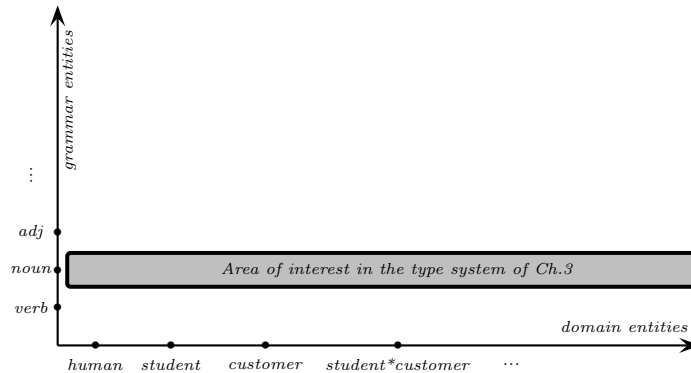 grammar entities
⋮
adj
noun
Area of interest in the type system of Ch.3
verb
domain entities
human student customer student*customer ...